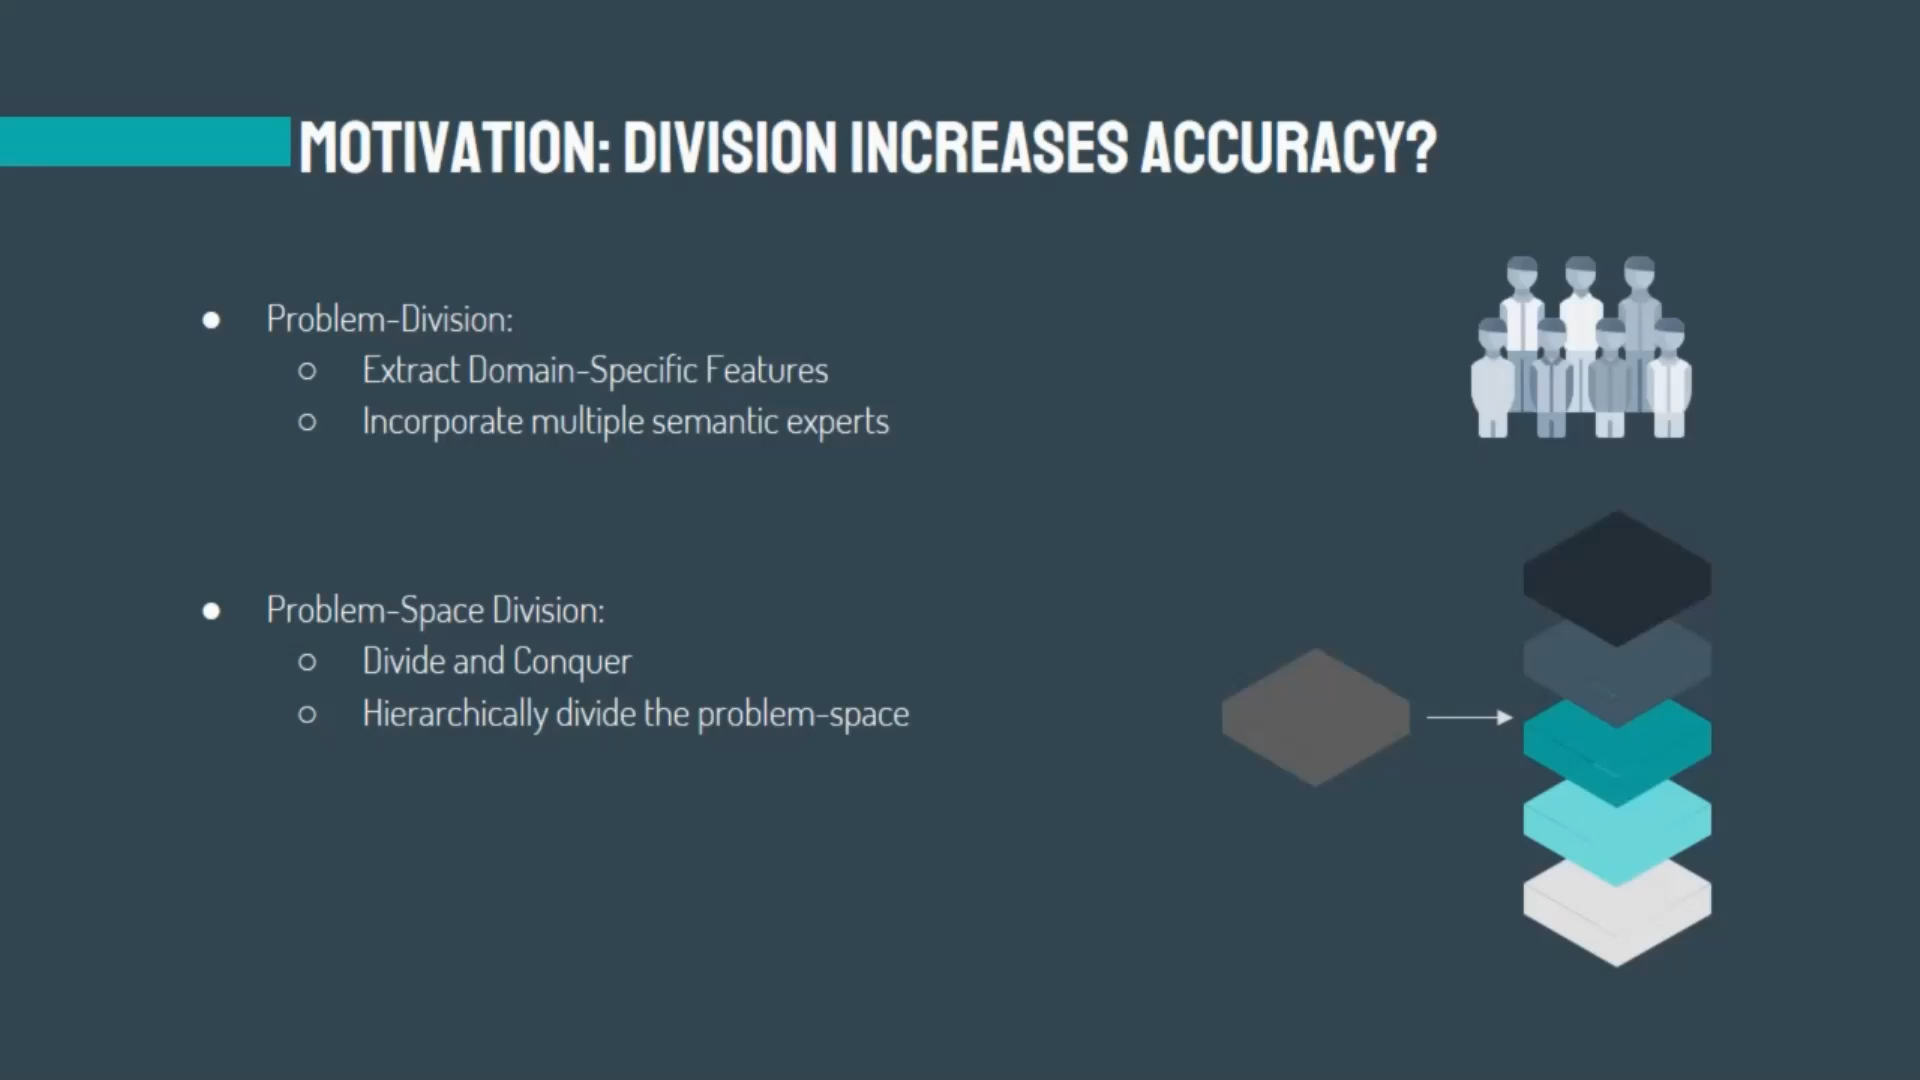 MOTIVATION: DIVISION INCREASES ACCURACY?
● Problem-Division:
○ Extract Domain-Specific Features
○ Incorporate multiple semantic experts
● Problem-Space Division:
○ Divide and Conquer
○ Hierarchically divide the problem-space